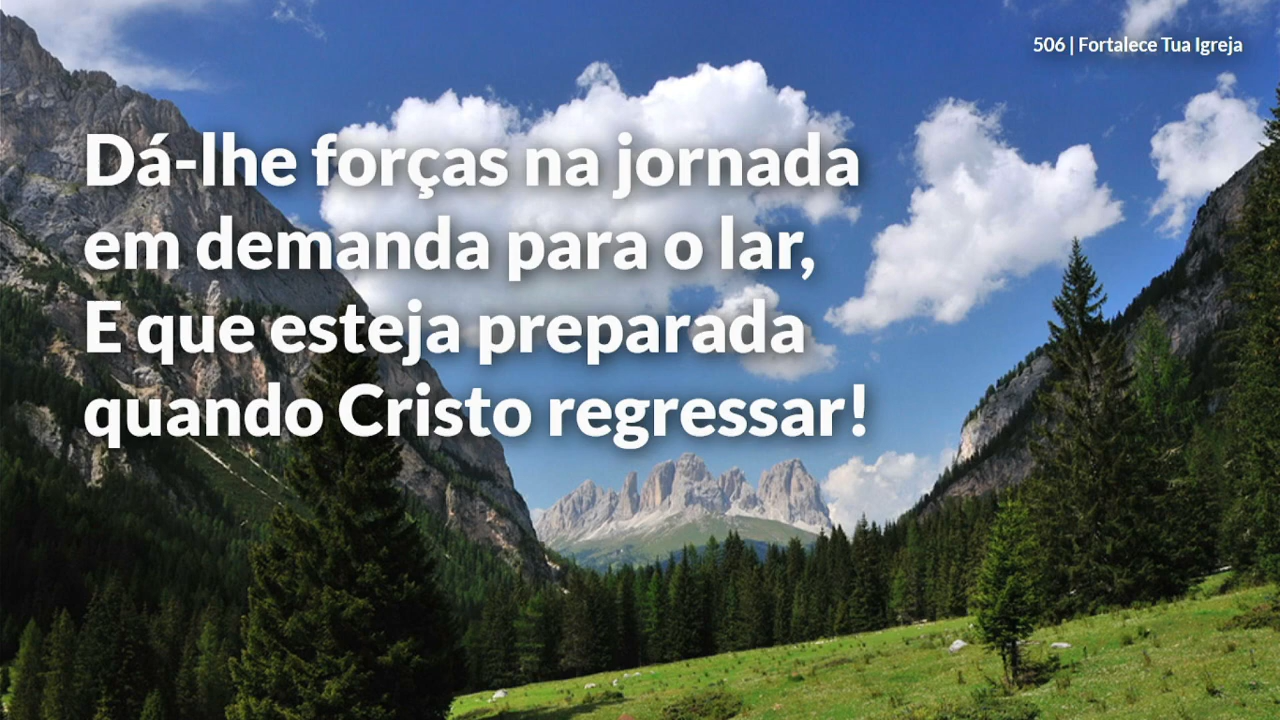 506 | Fortalece Tua Igreja
Dá-lhe forças na jornada
em demanda para o lar,
E que esteja preparada
quando Cristo regressar!